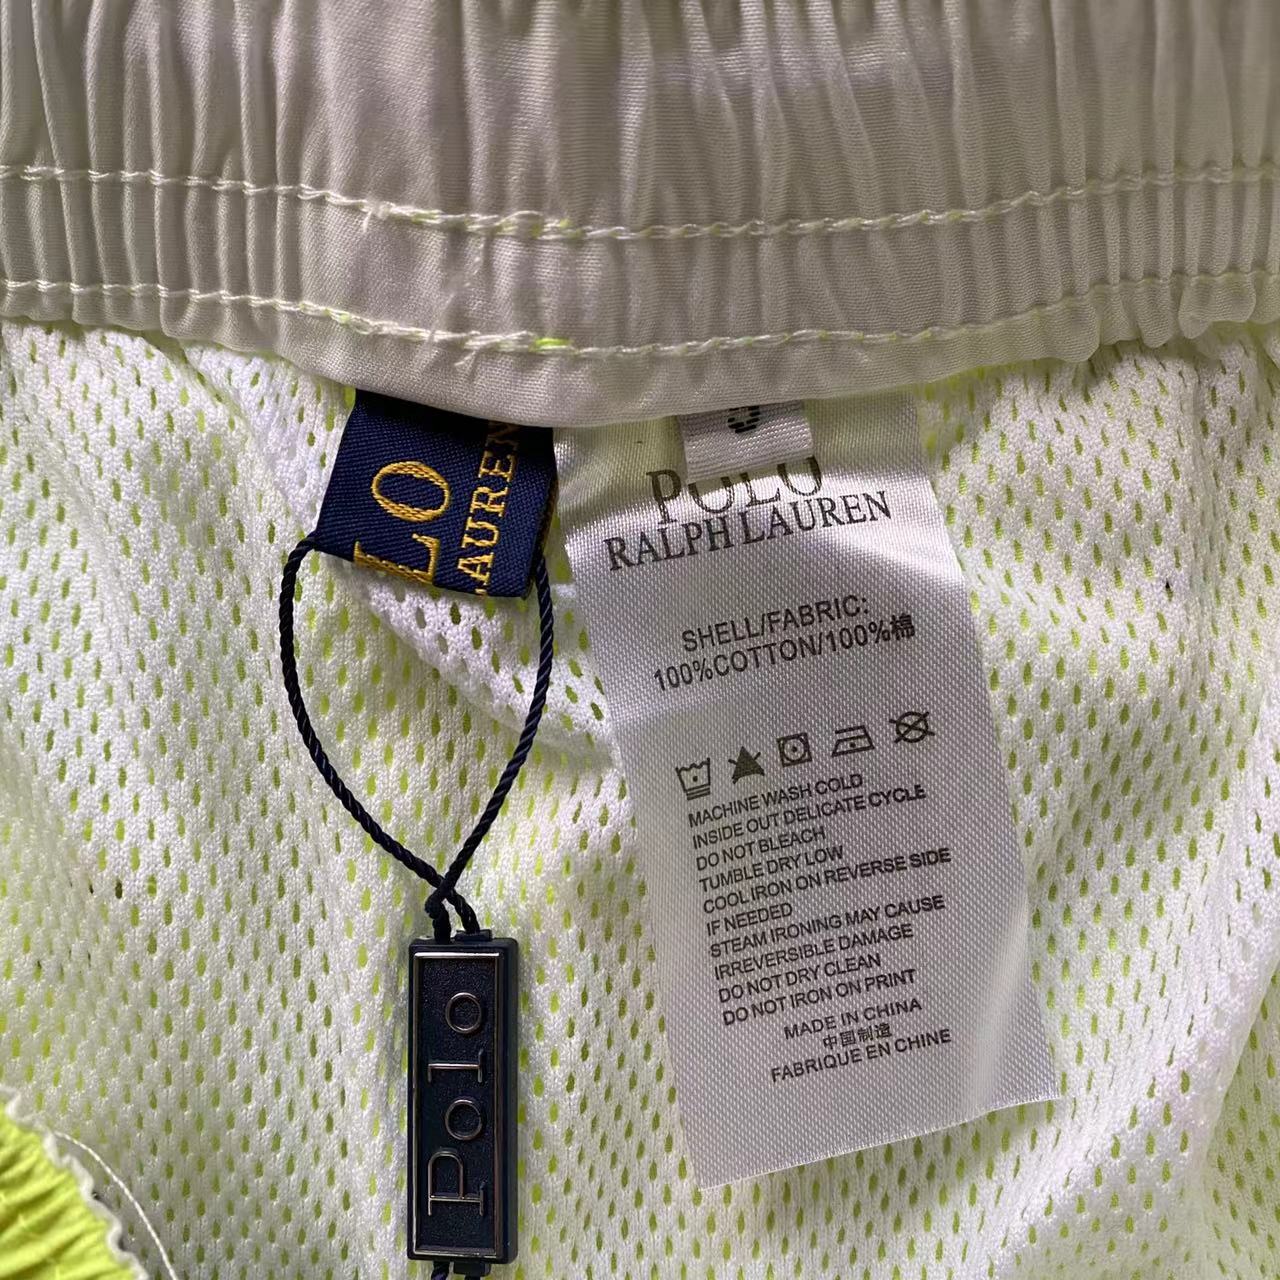 LO
LAUREN
POLO
RALPH LAUREN
SHELL/FABRIC:
100%COTTON/100%棉
MACHINE WASH COLD
INSIDE OUT DELICATE CYCLE
DO NOT BLEACH
TUMBLE DRY LOW
COOL IRON ON REVERSE SIDE
IF NEEDED
STEAM IRONING MAY CAUSE
IRREVERSIBLE DAMAGE
DO NOT DRY CLEAN
DO NOT IRON ON PRINT
MADE IN CHINA
中国制造
FABRIQUE EN CHINE
Polo